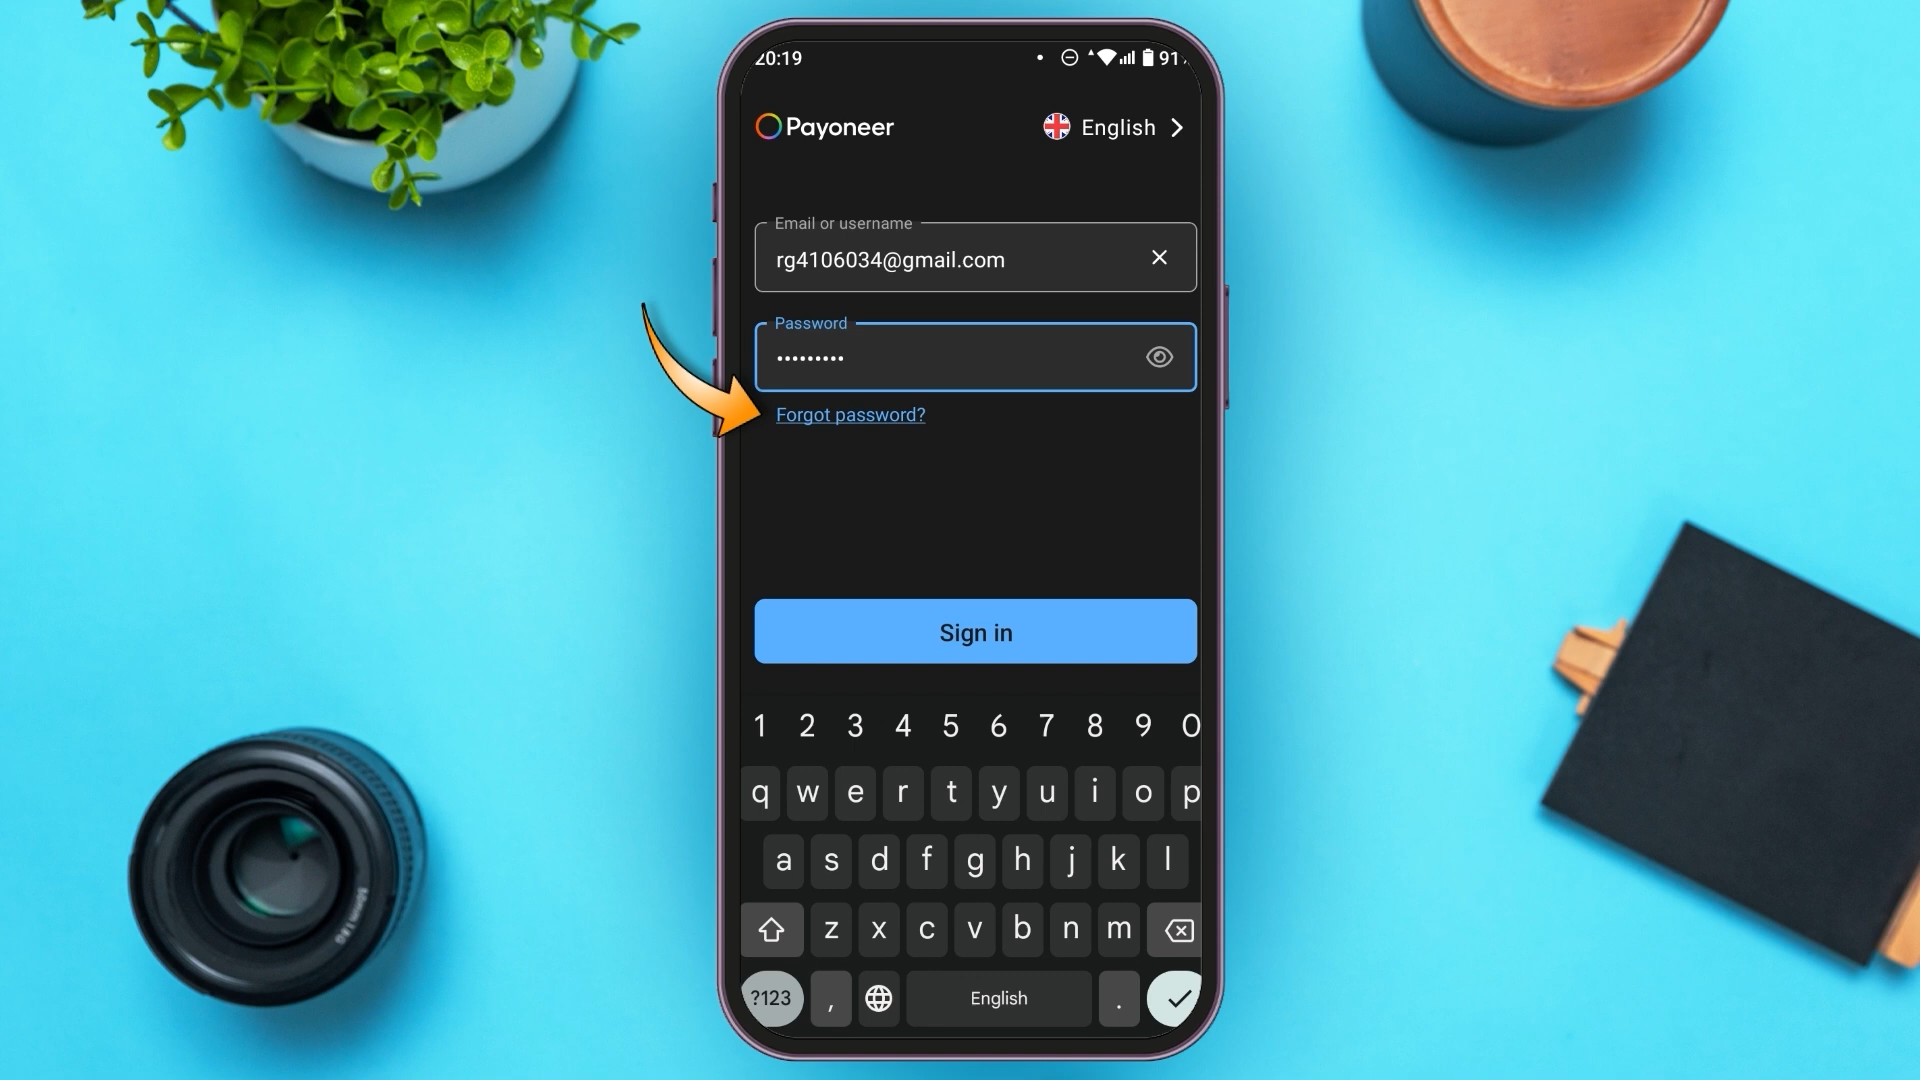 20:19
91
Payoneer
English
Email or username
rg4106034@gmail.com
Password
•••••••••
Forgot password?
Sign in
1 2 3 4 5 6 7 8 9 0
q w e r t y u i o p
a s d f g h j k l
z x c v b n m
?123 , English .